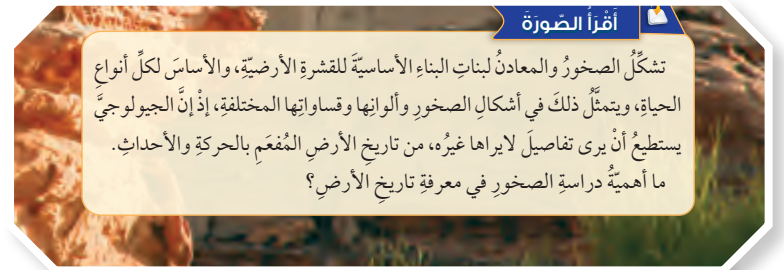 أَقْرَأُ الصّورَةَ
تشكِّلُ الصخورُ والمعادنُ لبناتِ البناءِ الأساسيّةَ للقشرةِ الأرضيّةِ، والأساسَ لكلِّ أنواعِ
الحياةِ، ويتمثَّلُ ذلكَ في أشكالِ الصخورِ وألوانِها وقساواتِها المختلفةِ، إذْ إنَّ الجيولوجيَّ
يستطيعُ أنْ يرى تفاصيلَ لايراها غيرُه، من تاريخِ الأرضِ المُفعَمِ بالحركةِ والأحداثِ.
ما أهميّةُ دراسةِ الصخورِ في معرفةِ تاريخِ الأرضِ؟